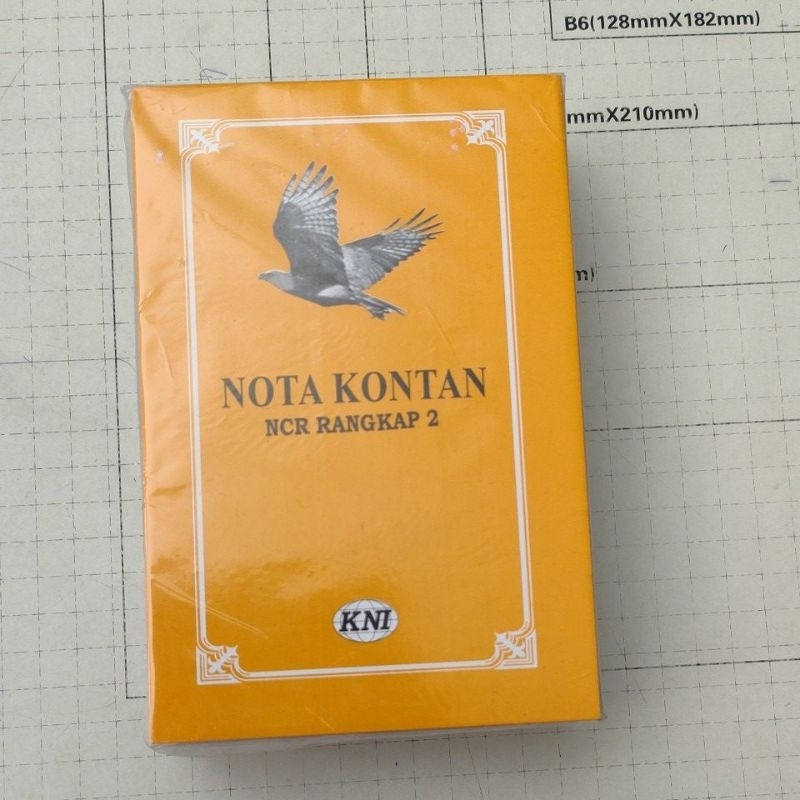 B6(128mmX182mm)
mmX210mm)
m)
NOTA KONTAN
NCR RANGKAP 2
KNI